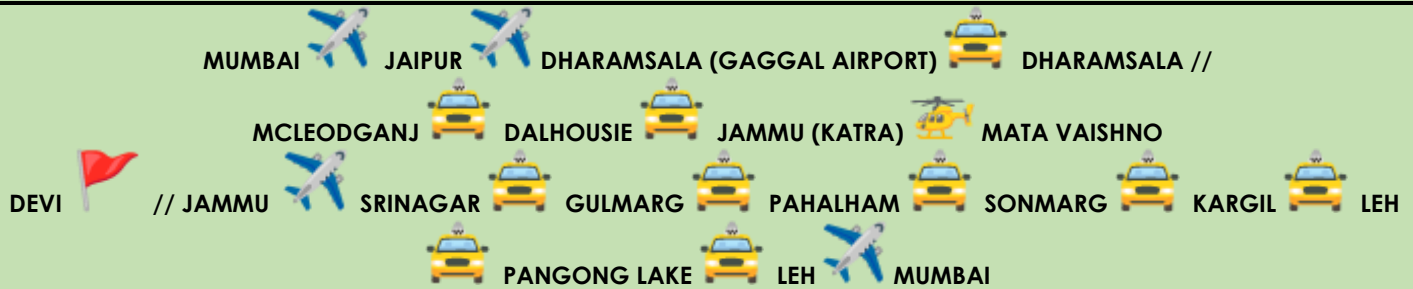 MUMBAI JAIPUR DHARAMSALA (GAGGAL AIRPORT) DHARAMSALA //
MCLEODGANJ DALHOUSIE JAMMU (KATRA) MATA VAISHNO
DEVI // JAMMU SRINAGAR GULMARG PAHALHAM SONMARG KARGIL LEH
PANGONG LAKE LEH MUMBAI